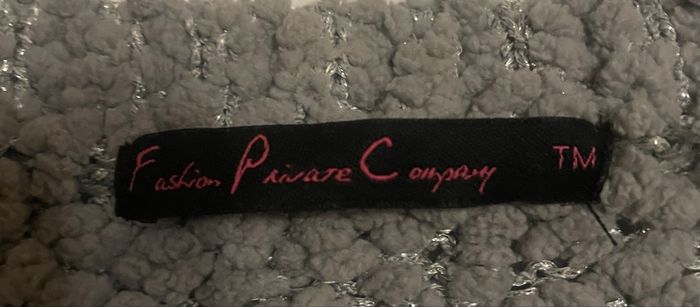 Fashion Private Company TM